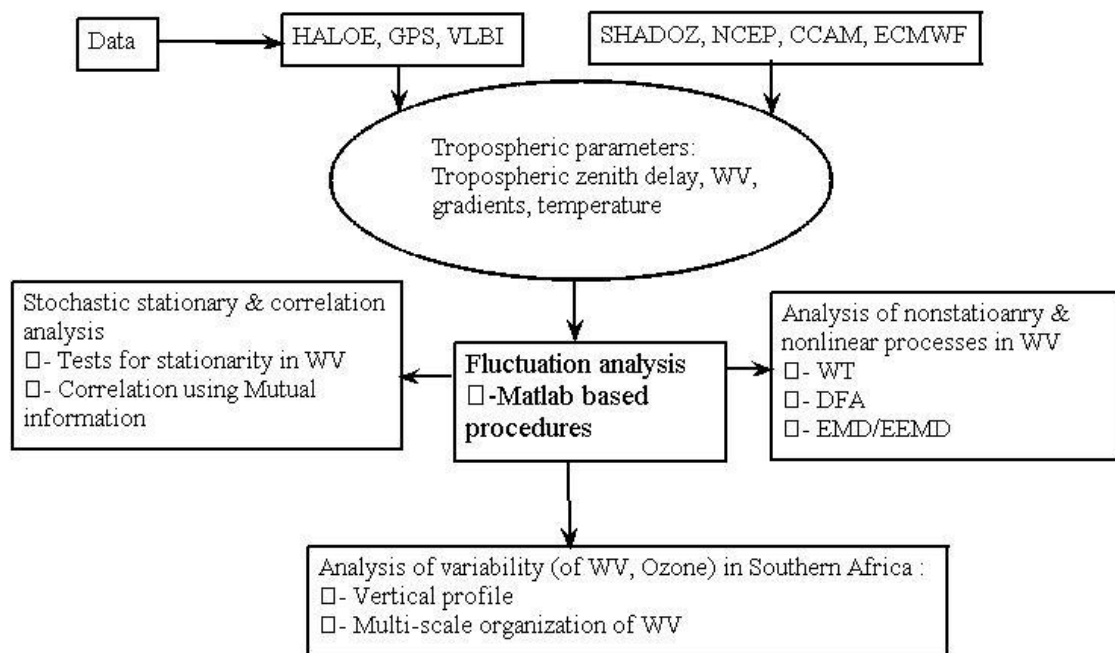 Data
HALOE, GPS, VLBI
SHADOZ, NCEP, CCAM, ECMWF
Tropospheric parameters:
Tropospheric zenith delay, WV,
gradients, temperature
Stochastic stationary & correlation
analysis
□- Tests for stationarity in WV
□- Correlation using Mutual
information
Fluctuation analysis
□-Matlab based
procedures
Analysis of nonstatioanry &
nonlinear processes in WV
□- WT
□- DFA
□- EMD/EEMD
Analysis of variability (of WV, Ozone) in Southern Africa :
□- Vertical profile
□- Multi-scale organization of WV